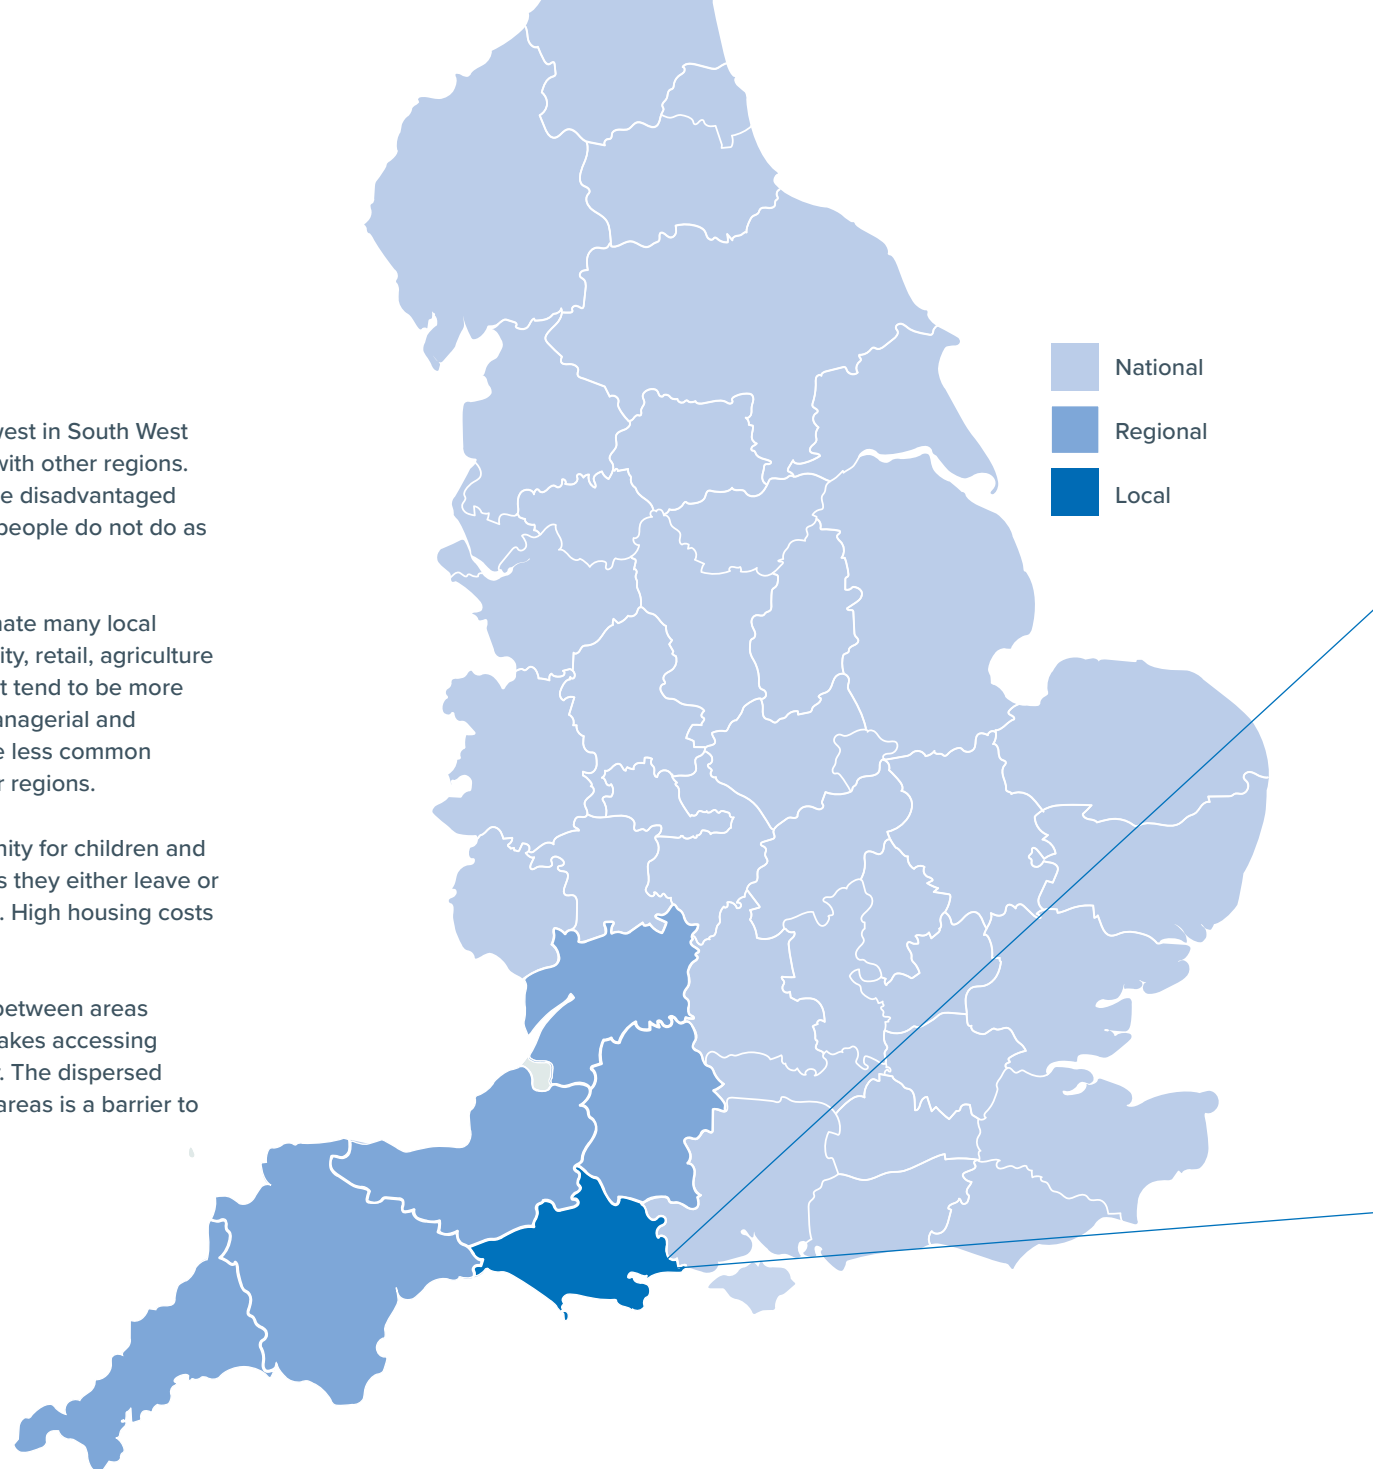 west in South West
with other regions.
e disadvantaged
people do not do as
nate many local
ity, retail, agriculture
t tend to be more
anagerial and
e less common
r regions.
nity for children and
s they either leave or
. High housing costs
between areas
akes accessing
. The dispersed
areas is a barrier to
National
Regional
Local